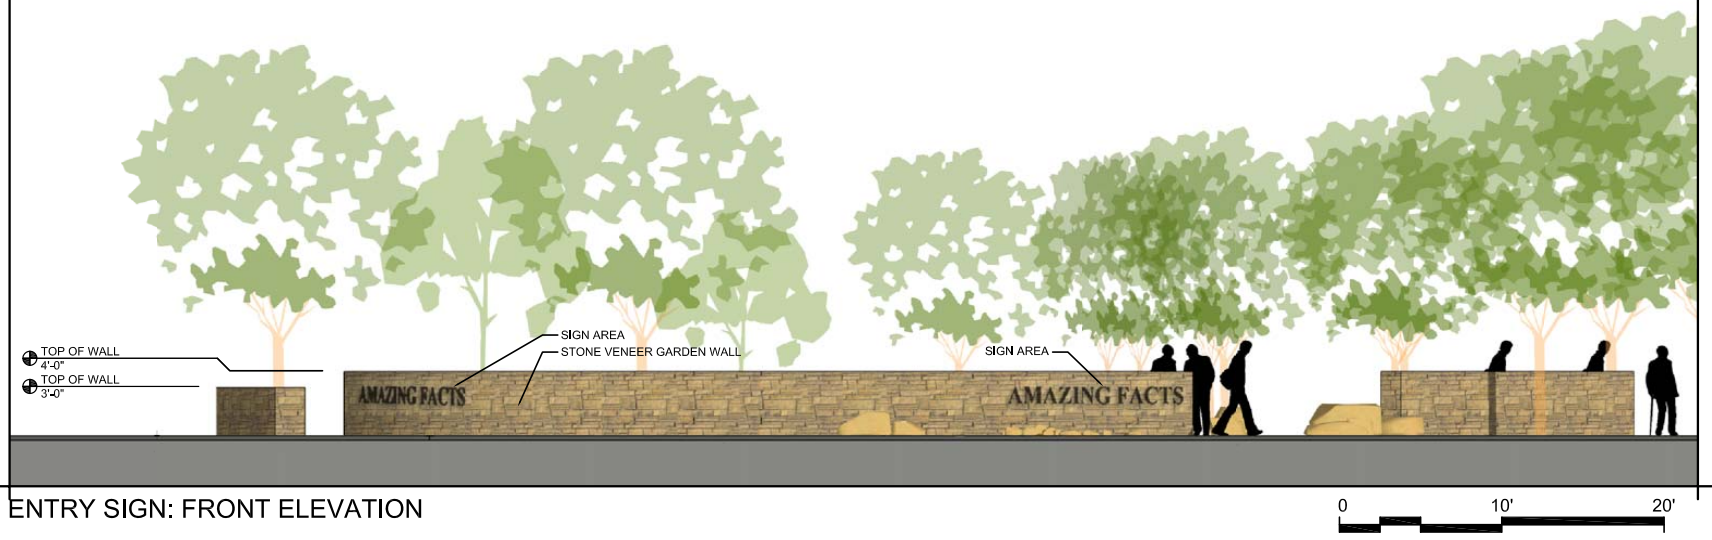 SIGN AREA
STONE VENEER GARDEN WALL
SIGN AREA
TOP OF WALL
4'-0"
TOP OF WALL
3'-0"
AMAZING FACTS
AMAZING FACTS
ENTRY SIGN: FRONT ELEVATION
0 10' 20'